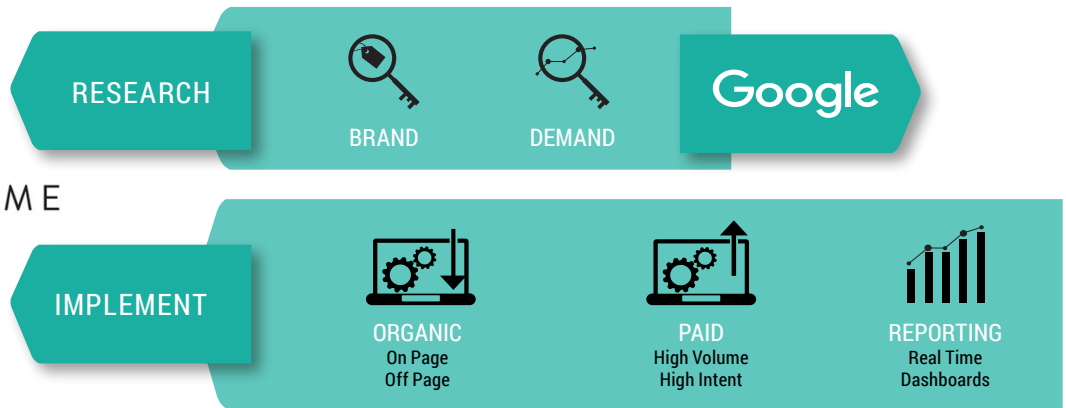 RESEARCH
BRAND
DEMAND
Google
ME
IMPLEMENT
ORGANIC
On Page
Off Page
PAID
High Volume
High Intent
REPORTING
Real Time
Dashboards